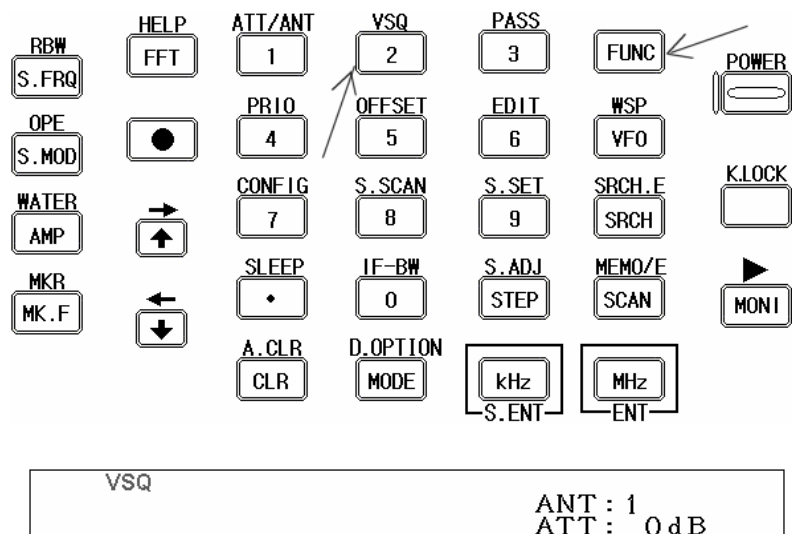 HELP ATT/ANT VSQ PASS
RBW FFT 1 2 3 FUNC POWER
S.FRQ
PRIO OFFSET EDIT WSP
OPE 4 5 6 VFO
S.MOD
CONFIG S.SCAN S.SET SRCH.E K.LOCK
WATER 7 8 9 SRCH
AMP
SLEEP IF-BW S.ADJ MEMO/E
MKR • 0 STEP SCAN MONI
MK.F
A.CLR D.OPTION
CLR MODE kHz MHz
S.ENT ENT
VSQ
ANT:1
ATT: 0dB